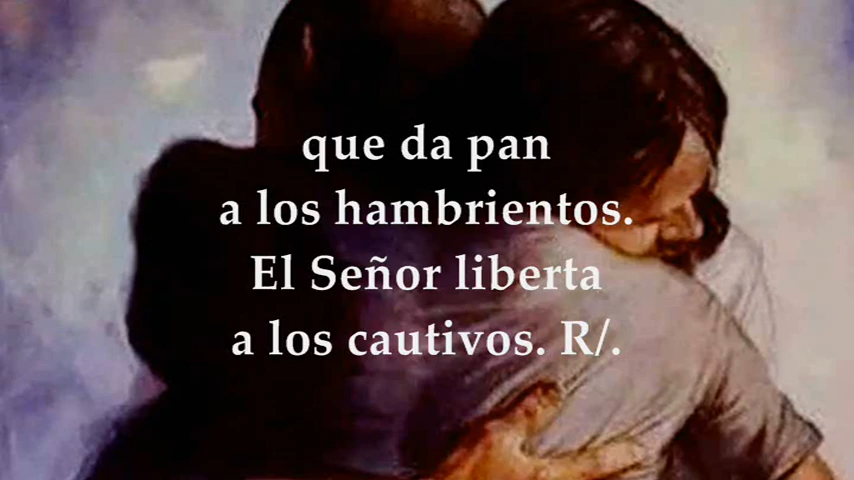 que da pan
a los hambrientos.
El Señor liberta
a los cautivos. R/.